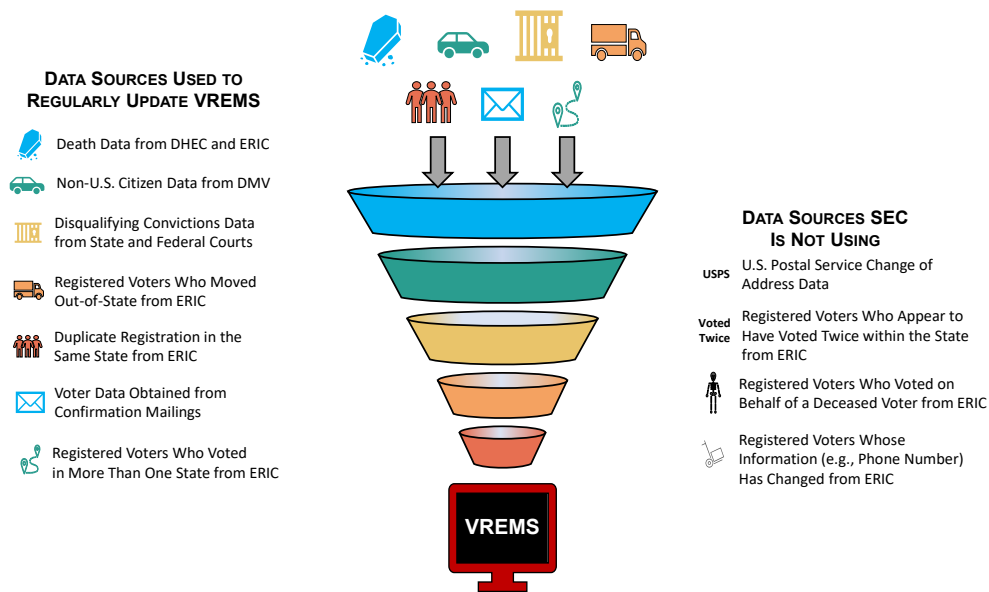 DATA SOURCES USED TO
REGULARLY UPDATE VREMS
Death Data from DHEC and ERIC
Non-U.S. Citizen Data from DMV
Disqualifying Convictions Data
from State and Federal Courts
Registered Voters Who Moved
Out-of-State from ERIC
Duplicate Registration in the
Same State from ERIC
Voter Data Obtained from
Confirmation Mailings
Registered Voters Who Voted
in More Than One State from ERIC
VREMS
DATA SOURCES SEC
IS NOT USING
USPS
U.S. Postal Service Change of
Address Data
Voted
Twice
Registered Voters Who Appear to
Have Voted Twice within the State
from ERIC
Registered Voters Who Voted on
Behalf of a Deceased Voter from ERIC
Registered Voters Whose
Information (e.g., Phone Number)
Has Changed from ERIC